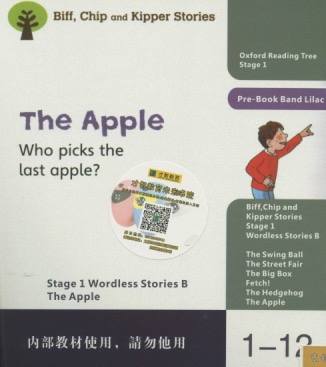 Biff, Chip and Kipper Stories
Oxford Reading Tree
Stage 1
Pre-Book Band Lilac
The Apple
Who picks the
last apple?
Biff,Chip and
Kipper Stories
Stage 1
Wordless Stories B
The Swing Ball
The Street Fair
The Big Box
Fetch!
The Hedgehog
The Apple
Stage 1 Wordless Stories B
The Apple
内部教材使用，請勿他用
1-12